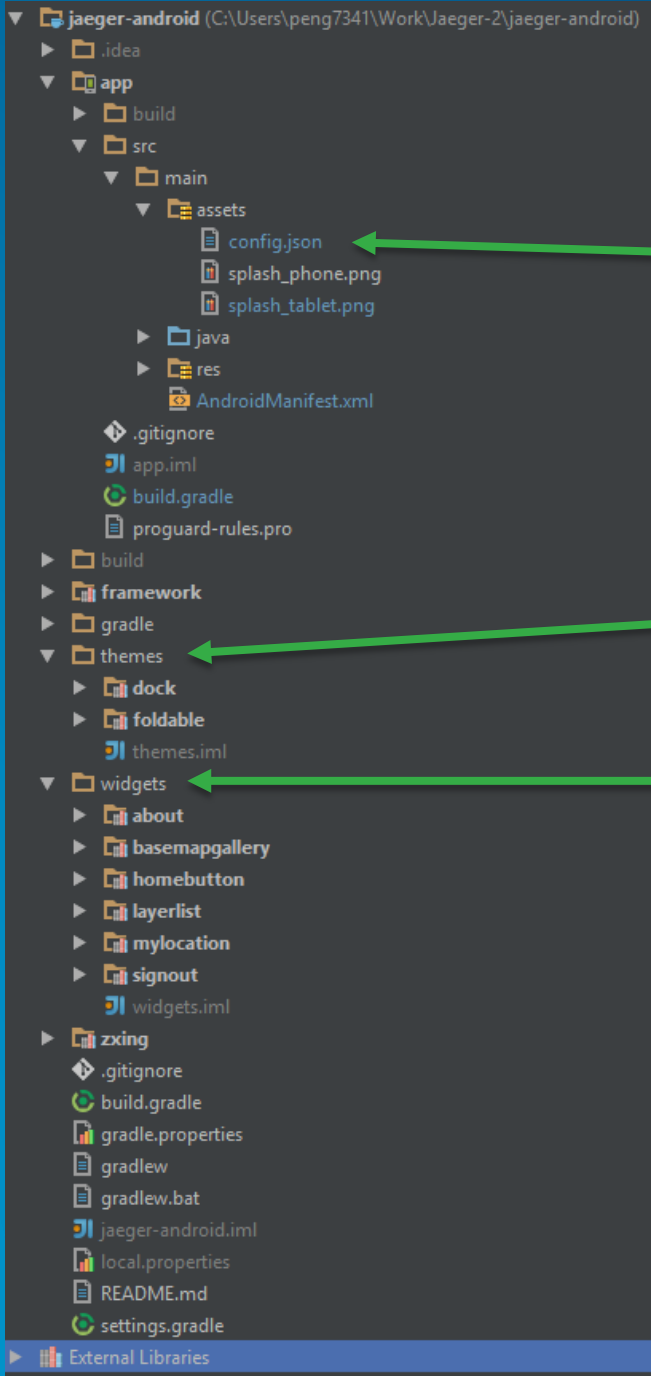 jaeger-android (C:\Users\peng7341\Work\Jaeger-2\jaeger-android)
.idea
app
build
src
main
assets
config.json
splash_phone.png
splash_tablet.png
java
res
AndroidManifest.xml
.gitignore
app.iml
build.gradle
proguard-rules.pro
build
framework
gradle
themes
dock
foldable
themes.iml
widgets
about
basemapgallery
homebutton
layerlist
mylocation
signout
widgets.iml
zxing
.gitignore
build.gradle
gradle.properties
gradlew
gradlew.bat
jaeger-android.iml
local.properties
README.md
settings.gradle
External Libraries